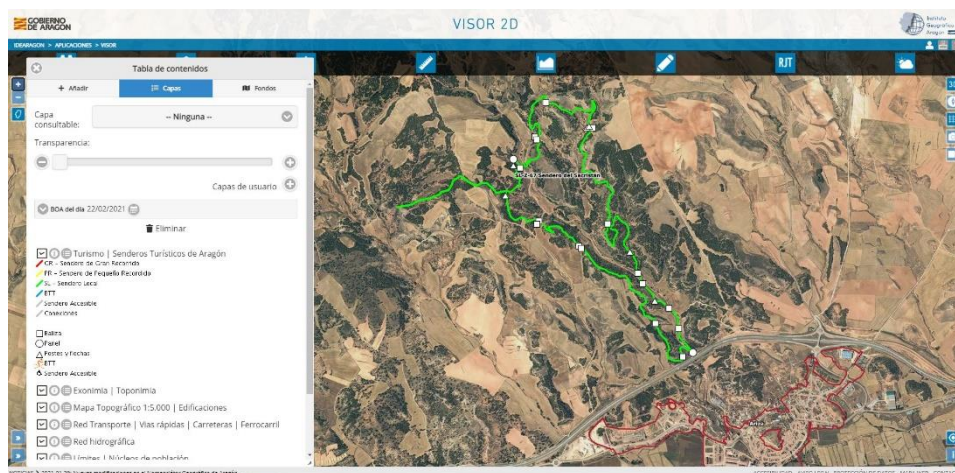 GOBIERNO
DE ARAGON
VISOR 2D
Instituto
Geográfico
Aragón
IDEARAGON > APLICACIONES > VISOR
Tabla de contenidos
+ Añadir
Capas
Fondos
Capa
consultable:
-- Ninguna --
Transparencia:
Capas de usuario
BOA del día 22/02/2021
Eliminar
Turismo | Senderos Turísticos de Aragón
GR - Sendero de Gran Recorrido
PR - Sendero de Pequeño Recorrido
SL - Sendero Local
BTT
Sendero Accesible
Conexiones
Baliza
Panel
Postes y flechas
BTT
Sendero Accesible
Exonimia | Toponimia
Mapa Topográfico 1:5.000 | Edificaciones
Red Transporte | Vias rápidas | Carreteras | Ferrocarril
Red hidrográfica
Límites | Núcleos de población
RJT
Sendero del